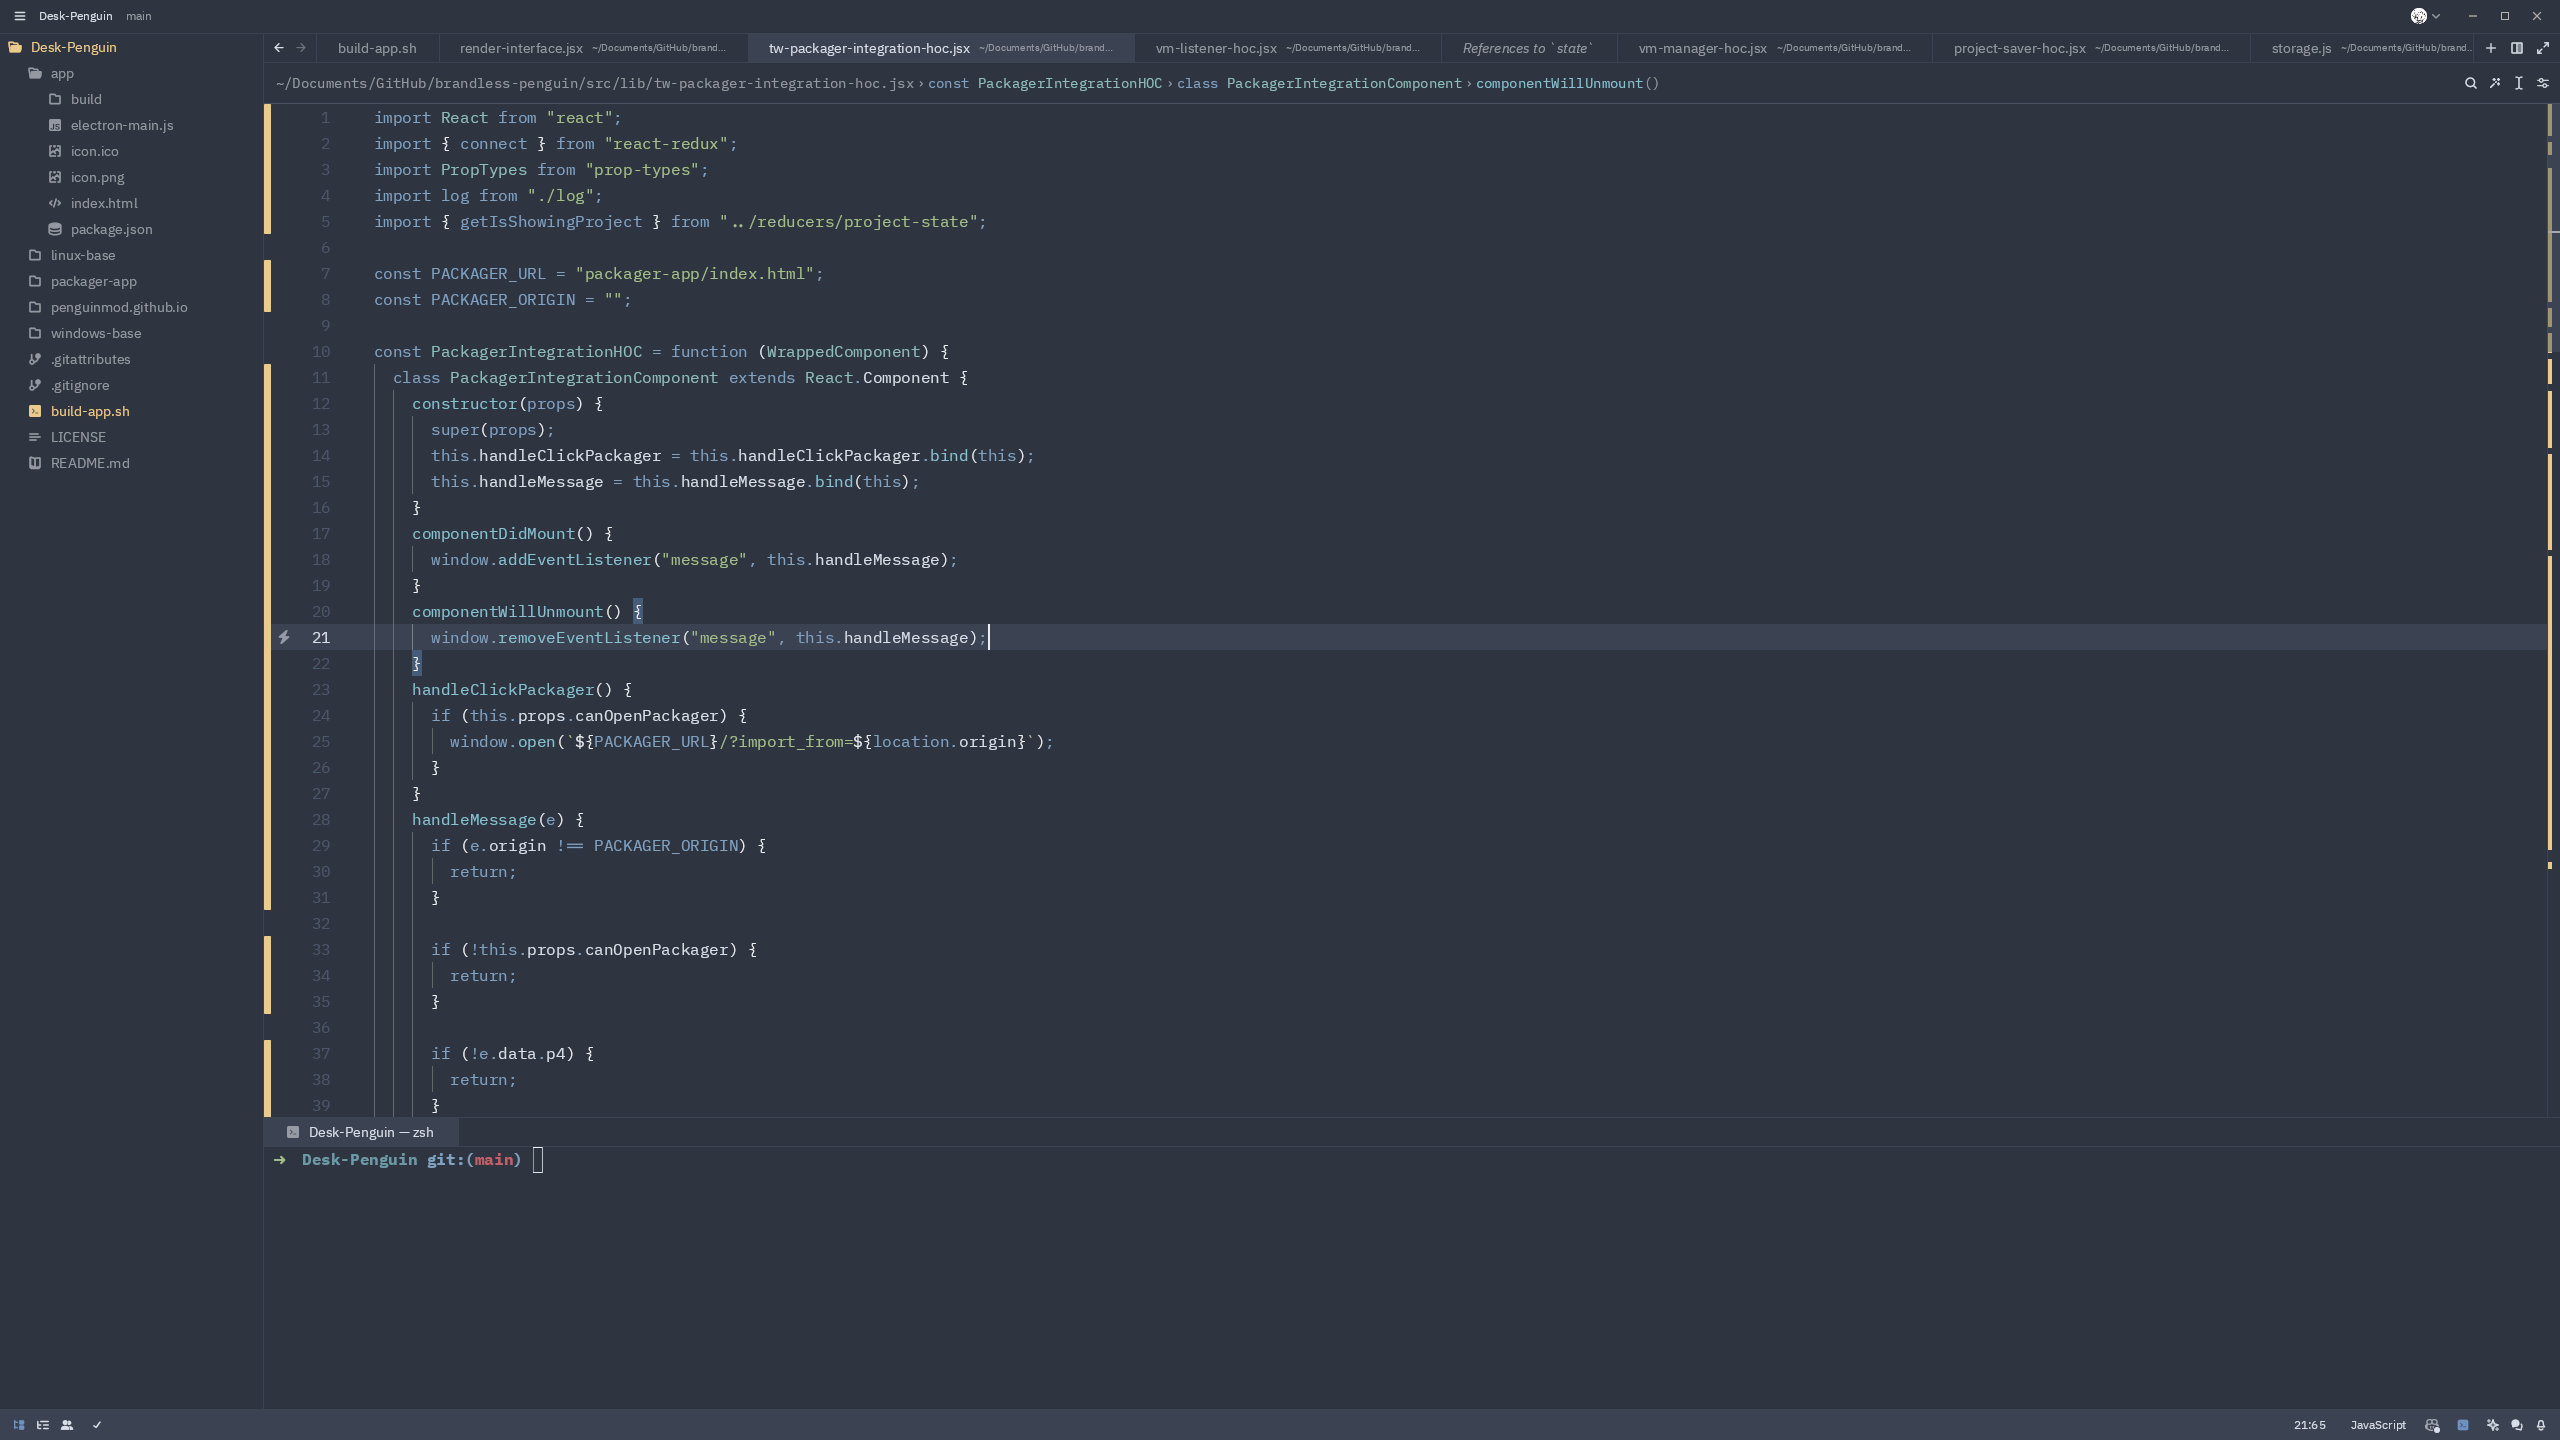 Desk-Penguin main
Desk-Penguin
app
build
electron-main.js
icon.ico
icon.png
index.html
package.json
linux-base
packager-app
penguinmod.github.io
windows-base
.gitattributes
.gitignore
build-app.sh
LICENSE
README.md
build-app.sh render-interface.jsx ~/Documents/GitHub/brand... tw-packager-integration-hoc.jsx ~/Documents/GitHub/brand... vm-listener-hoc.jsx ~/Documents/GitHub/brand... References to `state` vm-manager-hoc.jsx ~/Documents/GitHub/brand... project-saver-hoc.jsx ~/Documents/GitHub/brand... storage.js ~/Documents/GitHub/brand...
~/Documents/GitHub/brandless-penguin/src/lib/tw-packager-integration-hoc.jsx › const PackagerIntegrationHOC › class PackagerIntegrationComponent › componentWillUnmount()
1 import React from "react";
2 import { connect } from "react-redux";
3 import PropTypes from "prop-types";
4 import log from "./log";
5 import { getIsShowingProject } from "../reducers/project-state";
6
7 const PACKAGER_URL = "packager-app/index.html";
8 const PACKAGER_ORIGIN = "";
9
10 const PackagerIntegrationHOC = function (WrappedComponent) {
11 class PackagerIntegrationComponent extends React.Component {
12 constructor(props) {
13 super(props);
14 this.handleClickPackager = this.handleClickPackager.bind(this);
15 this.handleMessage = this.handleMessage.bind(this);
16 }
17 componentDidMount() {
18 window.addEventListener("message", this.handleMessage);
19 }
20 componentWillUnmount() {
21 window.removeEventListener("message", this.handleMessage);
22 }
23 handleClickPackager() {
24 if (this.props.canOpenPackager) {
25 window.open(`${PACKAGER_URL}/?import_from=${location.origin}`);
26 }
27 }
28 handleMessage(e) {
29 if (e.origin !== PACKAGER_ORIGIN) {
30 return;
31 }
32
33 if (!this.props.canOpenPackager) {
34 return;
35 }
36
37 if (!e.data.p4) {
38 return;
39 }
Desk-Penguin — zsh
➜ Desk-Penguin git:(main)
21:65 JavaScript